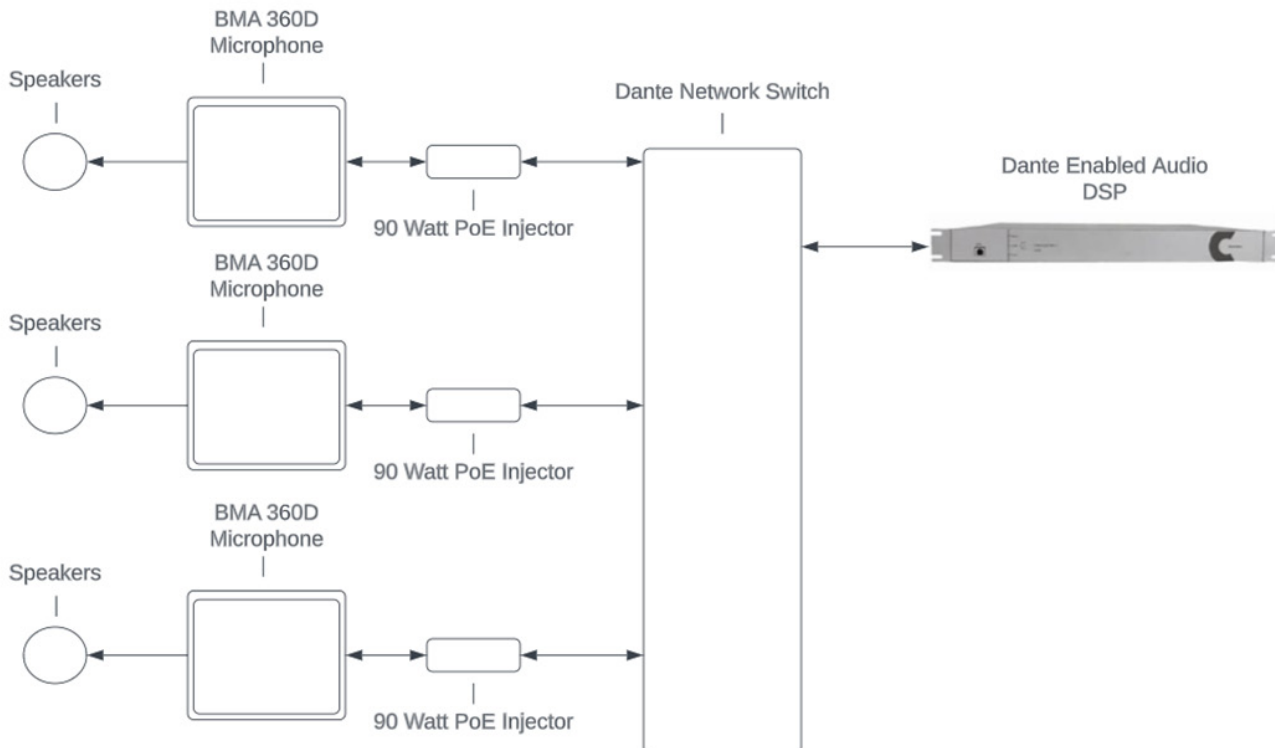 BMA 360D
Microphone
Speakers
Dante Network Switch
Dante Enabled Audio
DSP
90 Watt PoE Injector
BMA 360D
Microphone
Speakers
90 Watt PoE Injector
BMA 360D
Microphone
Speakers
90 Watt PoE Injector